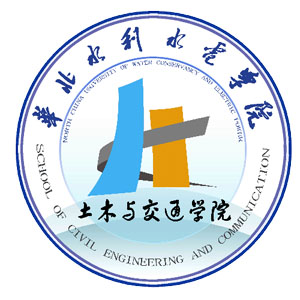 华北水利水电学院
NORTH CHINA UNIVERSITY OF WATER CONSERVANCY AND ELECTRIC POWER
土木与交通学院
SCHOOL OF CIVIL ENGINEERING AND COMMUNICATION